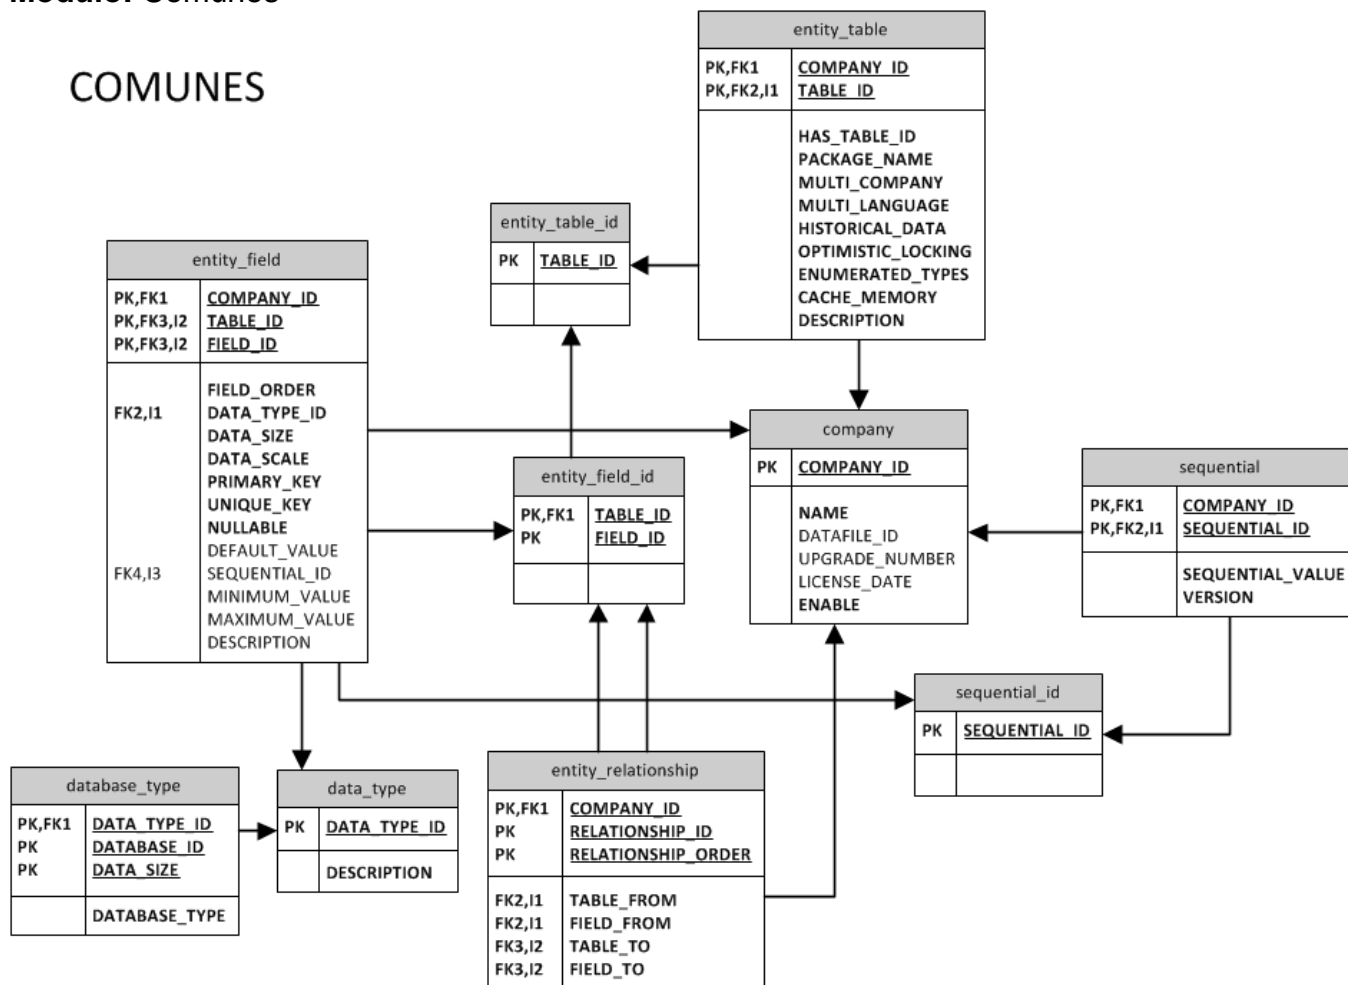 Módulo: Comunes
COMUNES
entity_table
PK,FK1 COMPANY_ID
PK,FK2,I1 TABLE_ID
HAS_TABLE_ID
PACKAGE_NAME
MULTI_COMPANY
MULTI_LANGUAGE
HISTORICAL_DATA
OPTIMISTIC_LOCKING
ENUMERATED_TYPES
CACHE_MEMORY
DESCRIPTION
entity_table_id
PK TABLE_ID
entity_field
PK,FK1 COMPANY_ID
PK,FK3,I2 TABLE_ID
PK,FK3,I2 FIELD_ID
FIELD_ORDER
FK2,I1 DATA_TYPE_ID
DATA_SIZE
DATA_SCALE
PRIMARY_KEY
UNIQUE_KEY
NULLABLE
DEFAULT_VALUE
FK4,I3 SEQUENTIAL_ID
MINIMUM_VALUE
MAXIMUM_VALUE
DESCRIPTION
entity_field_id
PK,FK1 TABLE_ID
PK FIELD_ID
company
PK COMPANY_ID
NAME
DATAFILE_ID
UPGRADE_NUMBER
LICENSE_DATE
ENABLE
sequential
PK,FK1 COMPANY_ID
PK,FK2,I1 SEQUENTIAL_ID
SEQUENTIAL_VALUE
VERSION
sequential_id
PK SEQUENTIAL_ID
database_type
PK,FK1 DATA_TYPE_ID
PK DATABASE_ID
PK DATA_SIZE
DATABASE_TYPE
data_type
PK DATA_TYPE_ID
DESCRIPTION
entity_relationship
PK,FK1 COMPANY_ID
PK RELATIONSHIP_ID
PK RELATIONSHIP_ORDER
FK2,I1 TABLE_FROM
FK2,I1 FIELD_FROM
FK3,I2 TABLE_TO
FK3,I2 FIELD_TO